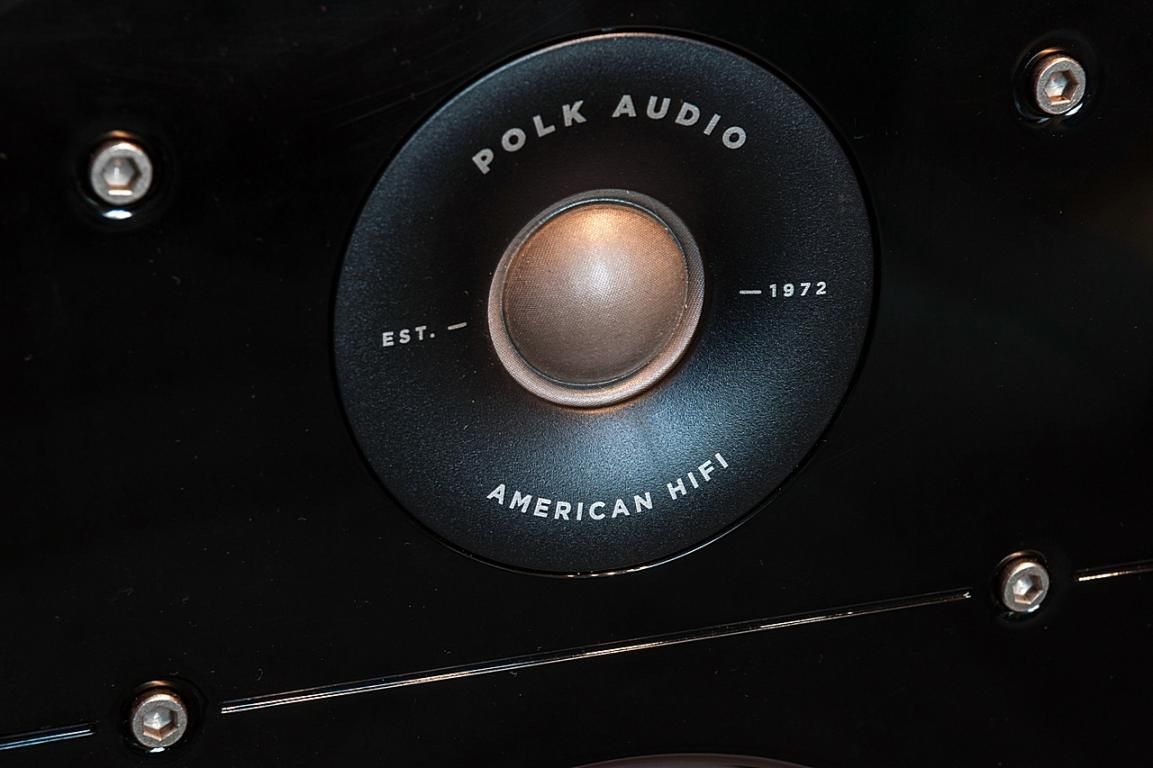 POLK AUDIO
EST. — — 1972
AMERICAN HIFI